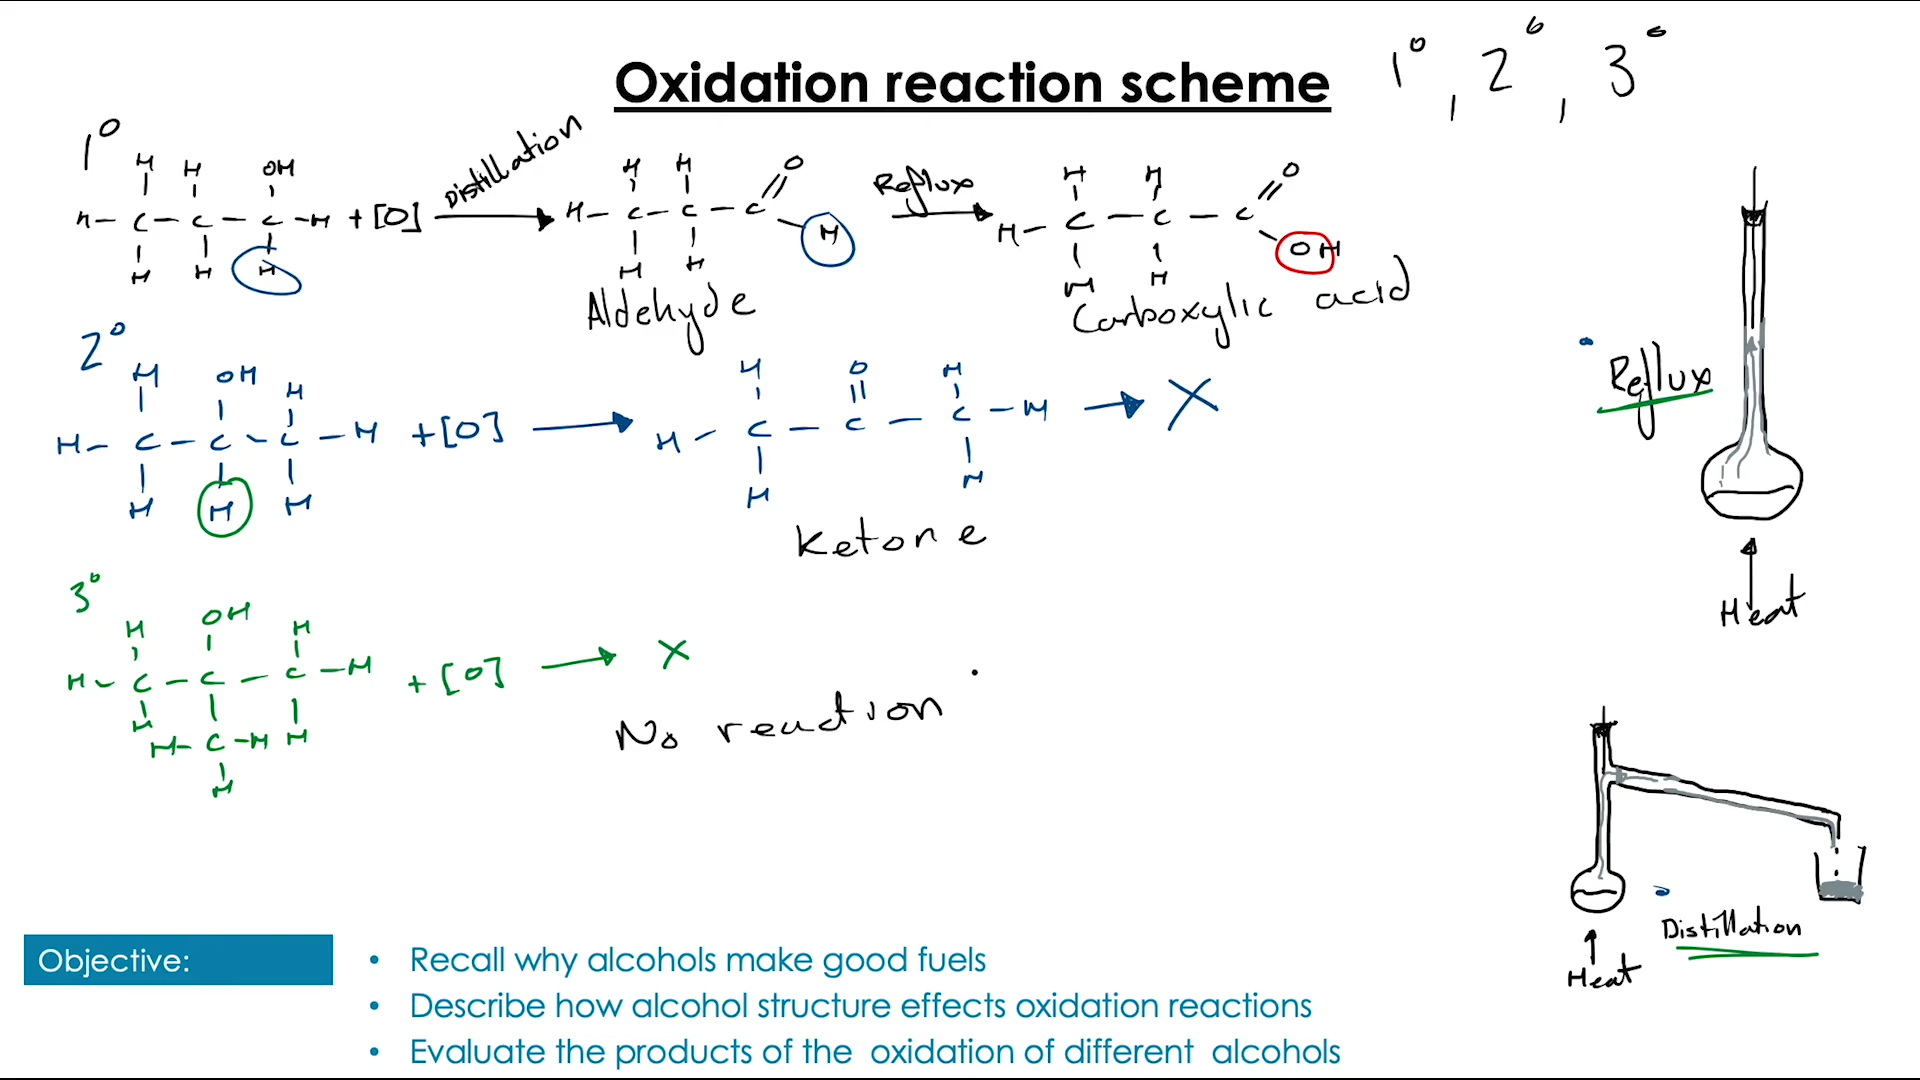 Oxidation reaction scheme
1°, 2°, 3°
1°
H H OH
H – C – C – C – H + [O]
H H H
Distillation
H H O
H – C – C – C
H
H H
Aldehyde
Reflux
H H O
H – C – C – C
OH
H H
Carboxylic acid
2°
H OH H
H – C – C – C – H + [O]
H H H
H O H
H – C – C – C – H
X
H H
Ketone
3°
H OH H
H – C – C – C – H + [O]
X
H H
H – C – H
H
No reaction
Reflux
Heat
Distillation
Heat
Objective:
• Recall why alcohols make good fuels
• Describe how alcohol structure effects oxidation reactions
• Evaluate the products of the oxidation of different alcohols